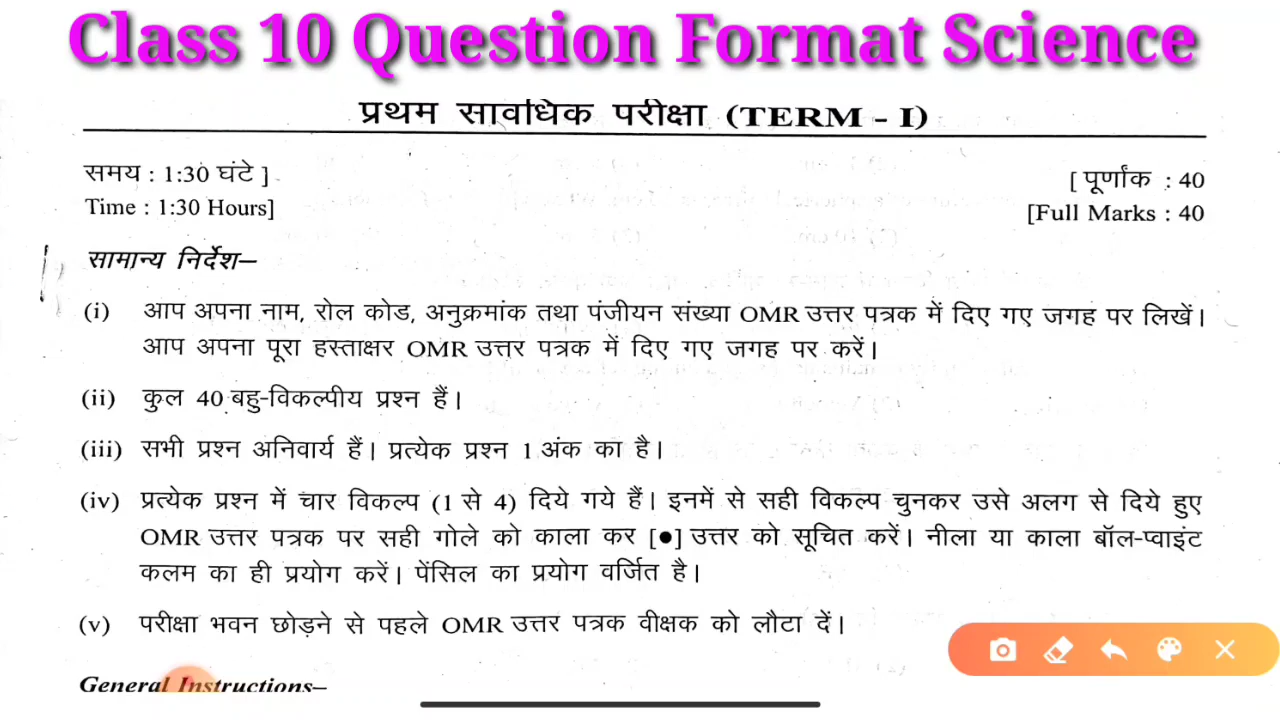 Class 10 Question Format Science
प्रथम सावधिक परीक्षा (TERM - I)
समय : 1:30 घंटे ]
[ पूर्णांक : 40
Time : 1:30 Hours]
[Full Marks : 40
सामान्य निर्देश–
(i) आप अपना नाम, रोल कोड, अनुक्रमांक तथा पंजीयन संख्या OMR उत्तर पत्रक में दिए गए जगह पर लिखें।
आप अपना पूरा हस्ताक्षर OMR उत्तर पत्रक में दिए गए जगह पर करें।
(ii) कुल 40 बहु-विकल्पीय प्रश्न हैं।
(iii) सभी प्रश्न अनिवार्य हैं। प्रत्येक प्रश्न 1 अंक का है।
(iv) प्रत्येक प्रश्न में चार विकल्प (1 से 4) दिये गये हैं। इनमें से सही विकल्प चुनकर उसे अलग से दिये हुए
OMR उत्तर पत्रक पर सही गोले को काला कर [●] उत्तर को सूचित करें। नीला या काला बॉल-प्वाइंट
कलम का ही प्रयोग करें। पेंसिल का प्रयोग वर्जित है।
(v) परीक्षा भवन छोड़ने से पहले OMR उत्तर पत्रक वीक्षक को लौटा दें।
General Instructions–